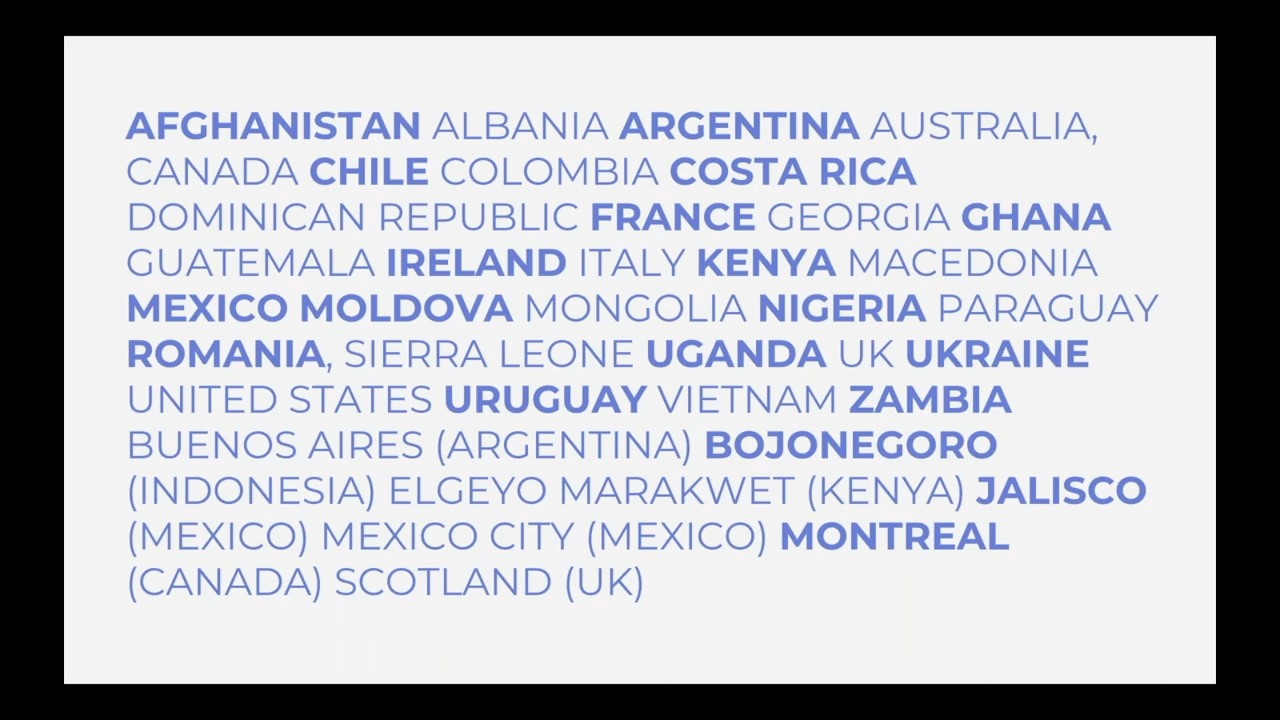 AFGHANISTAN ALBANIA ARGENTINA AUSTRALIA,
CANADA CHILE COLOMBIA COSTA RICA
DOMINICAN REPUBLIC FRANCE GEORGIA GHANA
GUATEMALA IRELAND ITALY KENYA MACEDONIA
MEXICO MOLDOVA MONGOLIA NIGERIA PARAGUAY
ROMANIA, SIERRA LEONE UGANDA UK UKRAINE
UNITED STATES URUGUAY VIETNAM ZAMBIA
BUENOS AIRES (ARGENTINA) BOJONEGORO
(INDONESIA) ELGEYO MARAKWET (KENYA) JALISCO
(MEXICO) MEXICO CITY (MEXICO) MONTREAL
(CANADA) SCOTLAND (UK)